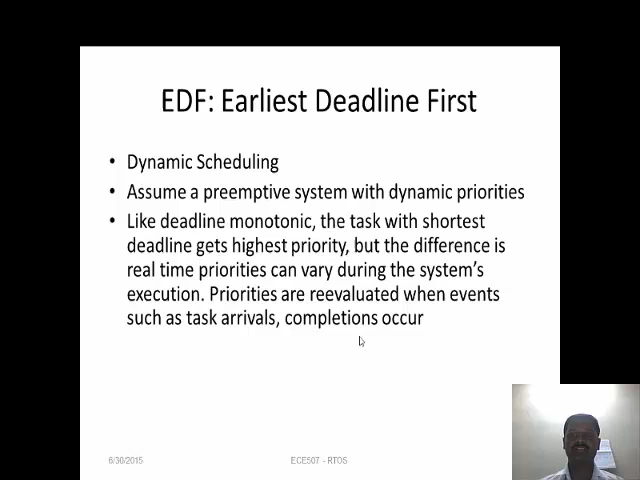 EDF: Earliest Deadline First
• Dynamic Scheduling
• Assume a preemptive system with dynamic priorities
• Like deadline monotonic, the task with shortest
deadline gets highest priority, but the difference is
real time priorities can vary during the system's
execution. Priorities are reevaluated when events
such as task arrivals, completions occur
6/30/2015
ECE507 - RTOS